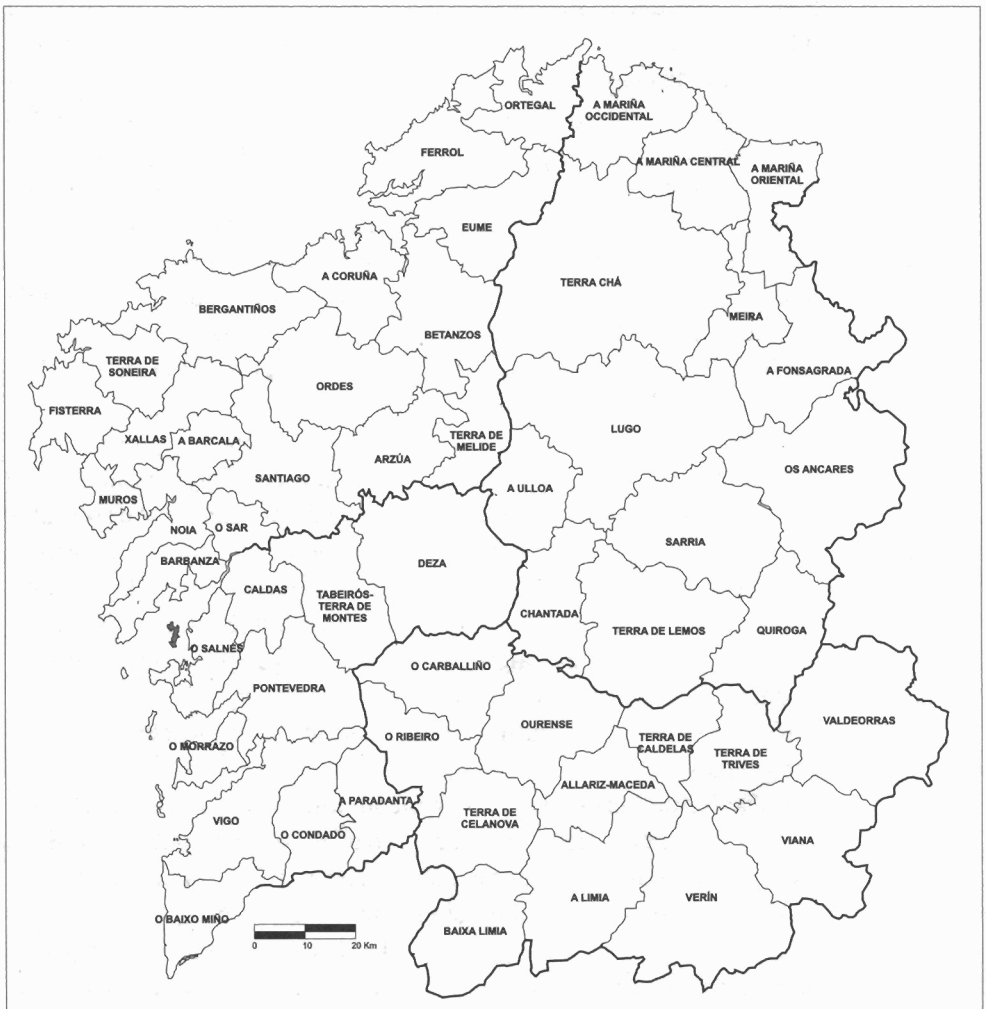 ORTEGAL
A MARIÑA
OCCIDENTAL
FERROL
A MARIÑA CENTRAL
A MARIÑA
ORIENTAL
EUME
A CORUÑA
TERRA CHÁ
BERGANTIÑOS
MEIRA
BETANZOS
TERRA DE
SONEIRA
ORDES
A FONSAGRADA
FISTERRA
LUGO
XALLAS
A BARCALA
TERRA DE
MELIDE
ARZÚA
OS ANCARES
SANTIAGO
A ULLOA
MUROS
NOIA
O SAR
SARRIA
BARBANZA
DEZA
CALDAS
TABEIRÓS-
TERRA DE
MONTES
CHANTADA
TERRA DE LEMOS
QUIROGA
O SALNÉS
O CARBALLIÑO
PONTEVEDRA
OURENSE
VALDEORRAS
O RIBEIRO
TERRA DE
CALDELAS
O MORRAZO
TERRA DE
TRIVES
ALLARIZ-MACEDA
A PARADANTA
TERRA DE
CELANOVA
VIGO
O CONDADO
VIANA
A LIMIA
VERÍN
O BAIXO MIÑO
BAIXA LIMIA
0 10 20 Km